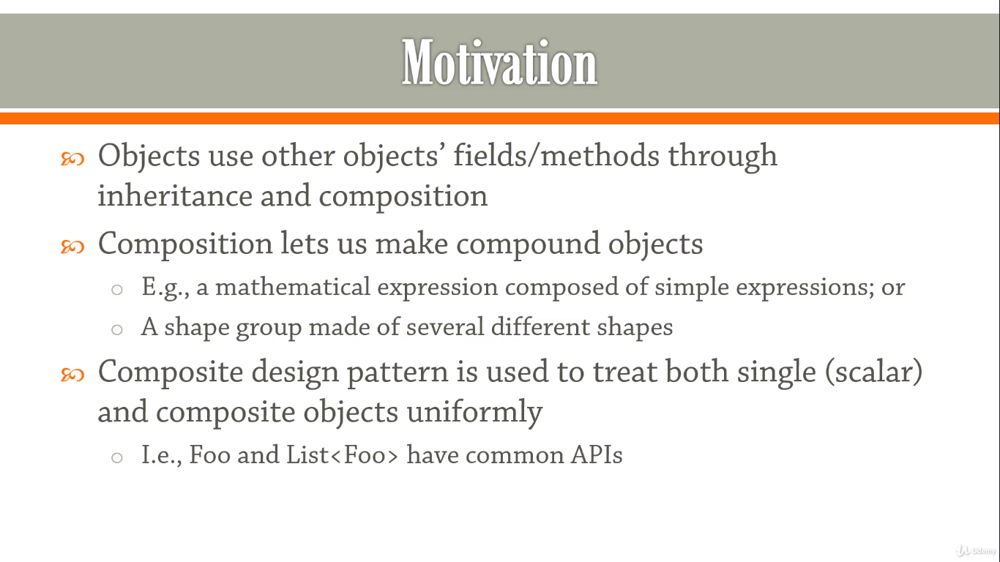 Motivation
Objects use other objects’ fields/methods through
inheritance and composition
Composition lets us make compound objects
E.g., a mathematical expression composed of simple expressions; or
A shape group made of several different shapes
Composite design pattern is used to treat both single (scalar)
and composite objects uniformly
I.e., Foo and List<Foo> have common APIs
Udemy